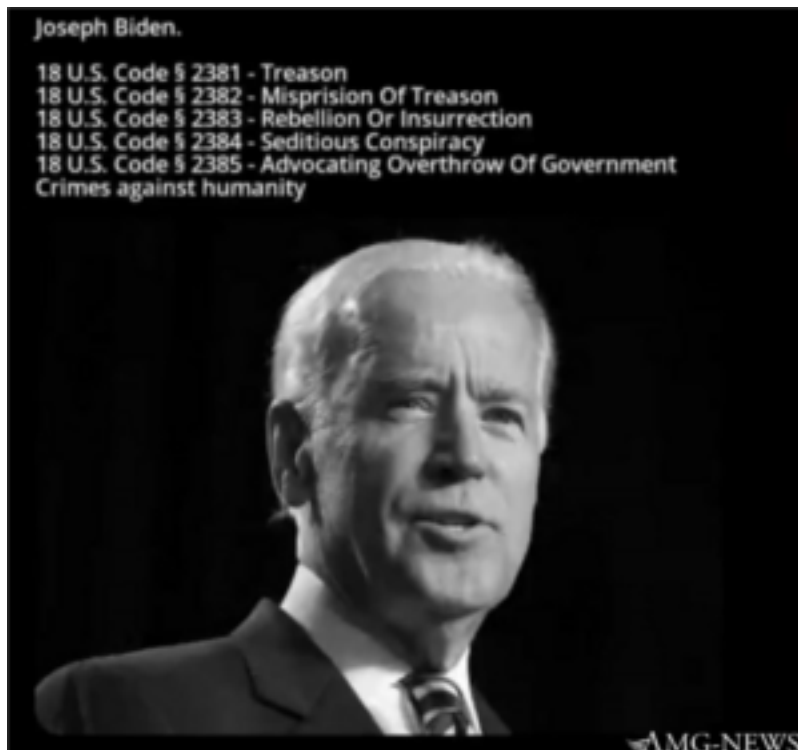 Joseph Biden.
18 U.S. Code § 2381 - Treason
18 U.S. Code § 2382 - Misprision Of Treason
18 U.S. Code § 2383 - Rebellion Or Insurrection
18 U.S. Code § 2384 - Seditious Conspiracy
18 U.S. Code § 2385 - Advocating Overthrow Of Government
Crimes against humanity
AMG-NEWS